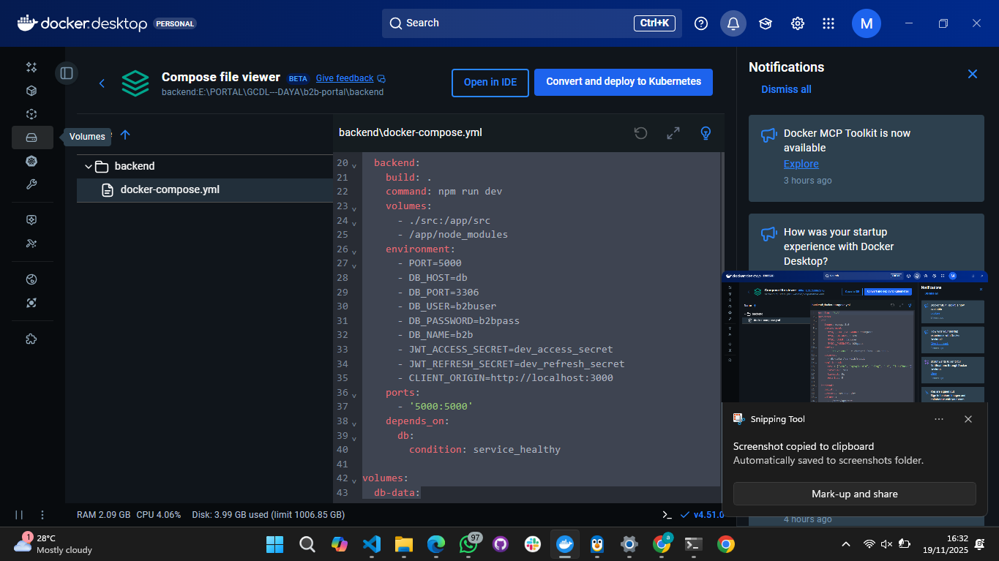 docker.desktop PERSONAL
Search
Ctrl+K
M
Compose file viewer BETA Give feedback
backend:E:\PORTAL\GCDL---DAYA\b2b-portal\backend
Open in IDE
Convert and deploy to Kubernetes
Volumes
backend
docker-compose.yml
backend\docker-compose.yml
20 backend:
21 build: .
22 command: npm run dev
23 volumes:
24 - ./src:/app/src
25 - /app/node_modules
26 environment:
27 - PORT=5000
28 - DB_HOST=db
29 - DB_PORT=3306
30 - DB_USER=b2buser
31 - DB_PASSWORD=b2bpass
32 - DB_NAME=b2b
33 - JWT_ACCESS_SECRET=dev_access_secret
34 - JWT_REFRESH_SECRET=dev_refresh_secret
35 - CLIENT_ORIGIN=http://localhost:3000
36 ports:
37 - '5000:5000'
38 depends_on:
39 db:
40 condition: service_healthy
41
42 volumes:
43 db-data:
Notifications
Dismiss all
Docker MCP Toolkit is now
available
Explore
3 hours ago
How was your startup
experience with Docker
Desktop?
Snipping Tool
Screenshot copied to clipboard
Automatically saved to screenshots folder.
Mark-up and share
4 hours ago
RAM 2.09 GB CPU 4.06% Disk: 3.99 GB used (limit 1006.85 GB)
v4.51.0
1
28°C
Mostly cloudy
97
a
16:32
19/11/2025